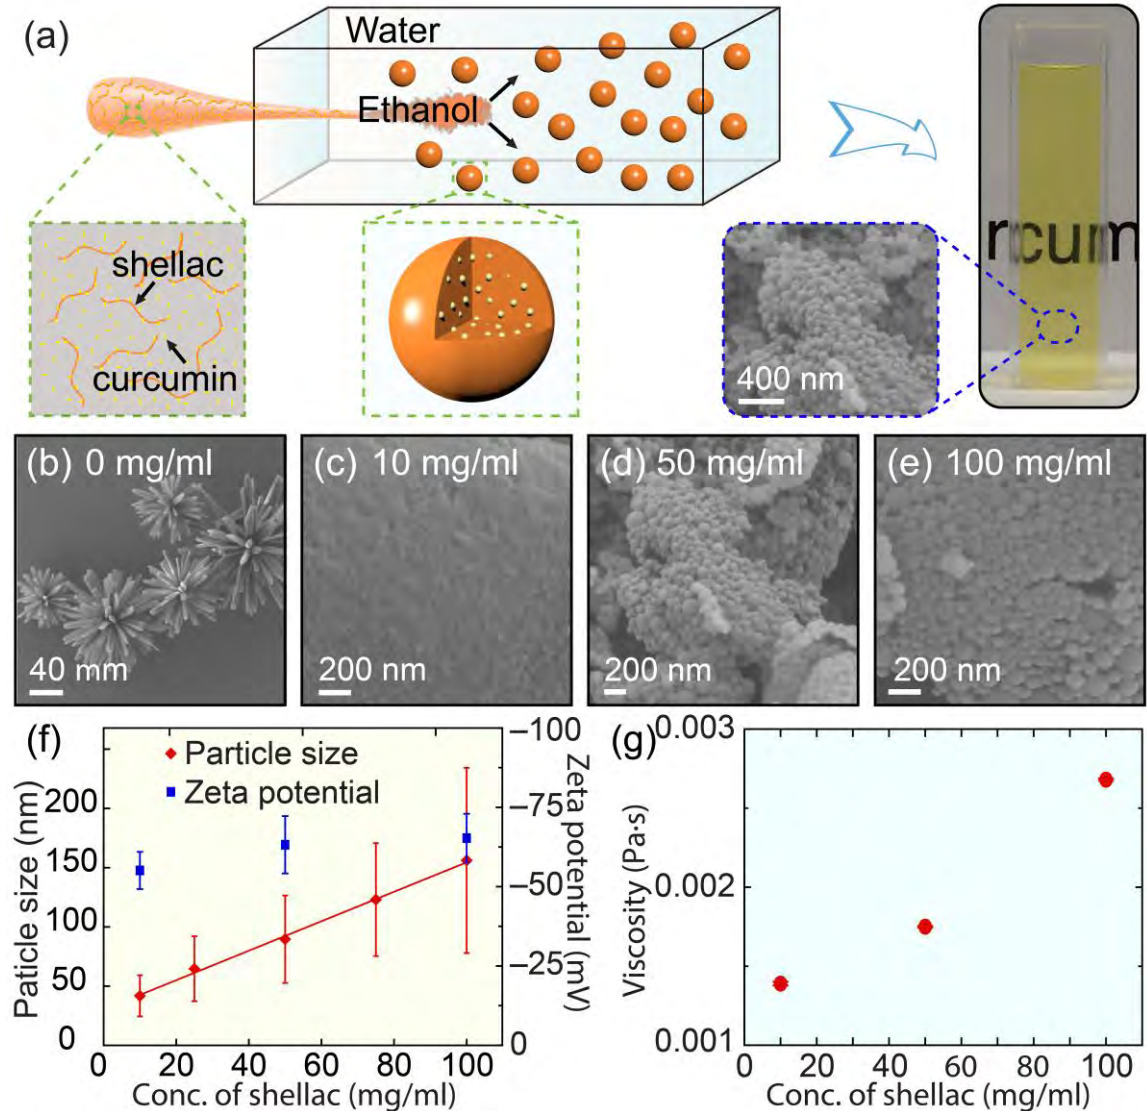 (a)
Water
Ethanol
shellac
curcumin
400 nm
rcum
(b) 0 mg/ml
40 mm
(c) 10 mg/ml
200 nm
(d) 50 mg/ml
200 nm
(e) 100 mg/ml
200 nm
(f)
Particle size
Zeta potential
Paticle size (nm)
200
150
100
50
0
−100
−75
−50
−25
0
Zeta potential (mV)
0 20 40 60 80 100
Conc. of shellac (mg/ml)
(g)
Viscosity (Pa·s)
0.003
0.002
0.001
0 20 40 60 80 100
Conc. of shellac (mg/ml)